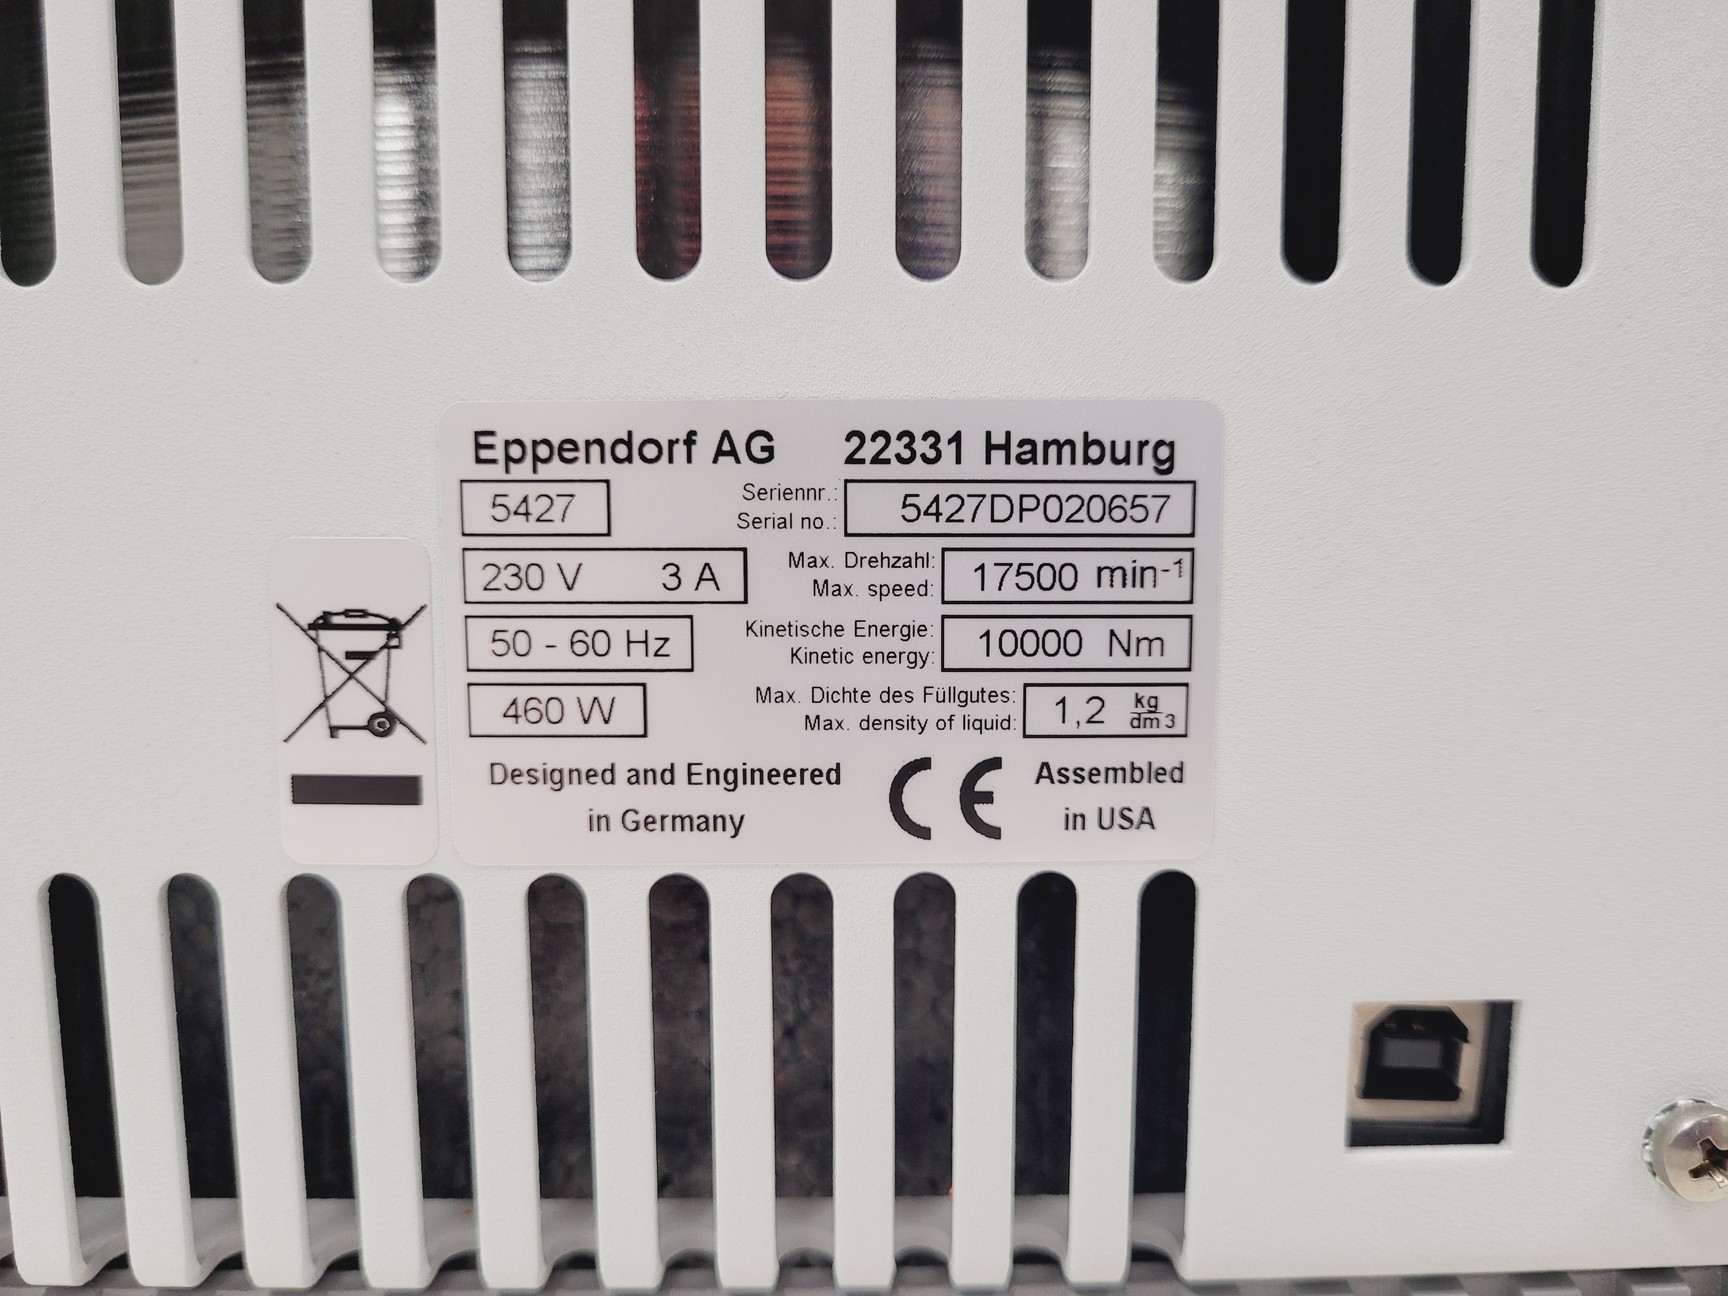 Eppendorf AG 22331 Hamburg
5427 Seriennr.: 5427DP020657
Serial no.:
230 V 3 A Max. Drehzahl: 17500 min-1
Max. speed:
50 - 60 Hz Kinetische Energie: 10000 Nm
Kinetic energy:
460 W Max. Dichte des Füllgutes: 1,2 kg/dm3
Max. density of liquid:
Designed and Engineered CE Assembled
in Germany in USA